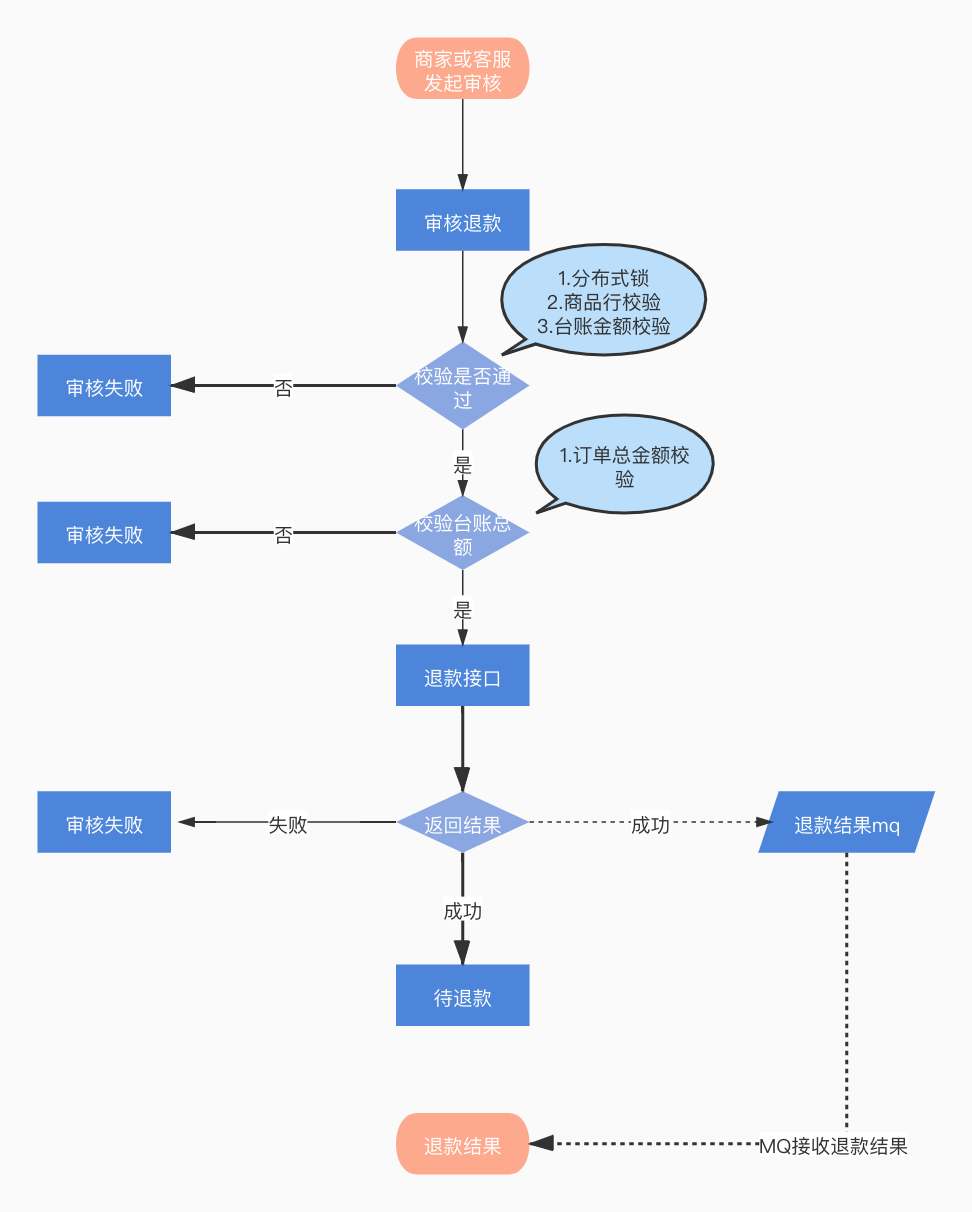 商家或客服
发起审核
审核退款
1.分布式锁
2.商品行校验
3.台账金额校验
校验是否通
过
否
审核失败
是
1.订单总金额校
验
校验台账总
额
否
审核失败
是
退款接口
审核失败
失败
返回结果
成功
退款结果mq
成功
待退款
退款结果
MQ接收退款结果